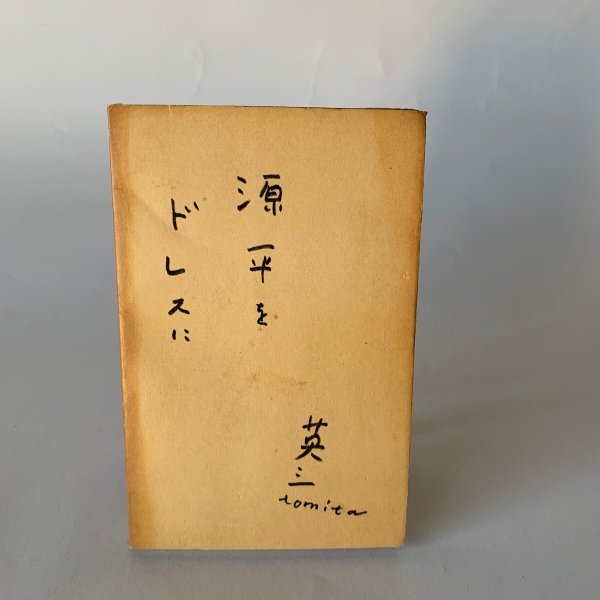 源平を
ドレスに
英三
tomita